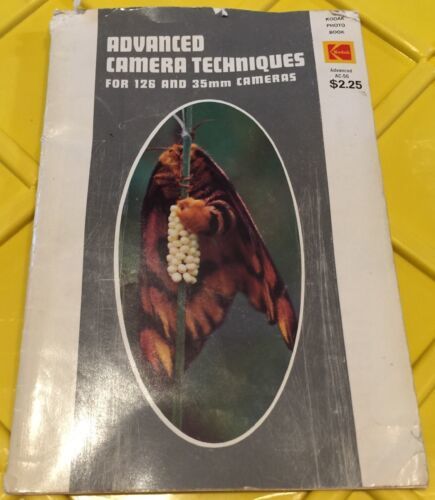 ADVANCED
CAMERA TECHNIQUES
FOR 126 AND 35mm CAMERAS
KODAK
PHOTO
BOOK
Kodak
Advanced
AC-56
$2.25